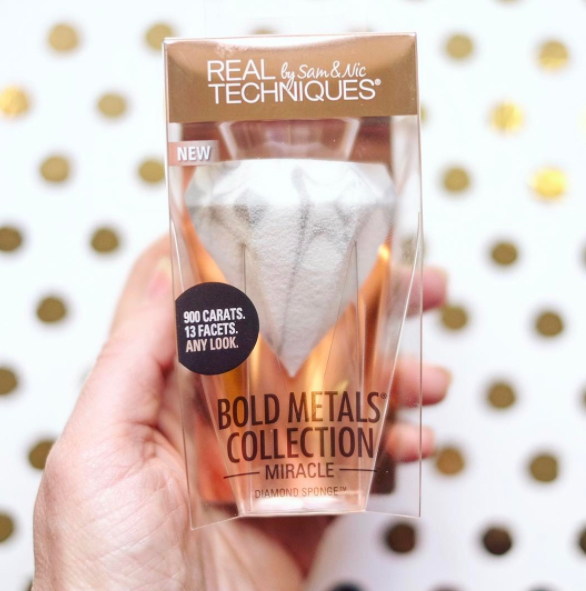 REAL by Sam & Nic
TECHNIQUES®
NEW
900 CARATS.
13 FACETS.
ANY LOOK.
BOLD METALS®
COLLECTION
MIRACLE
DIAMOND SPONGE™